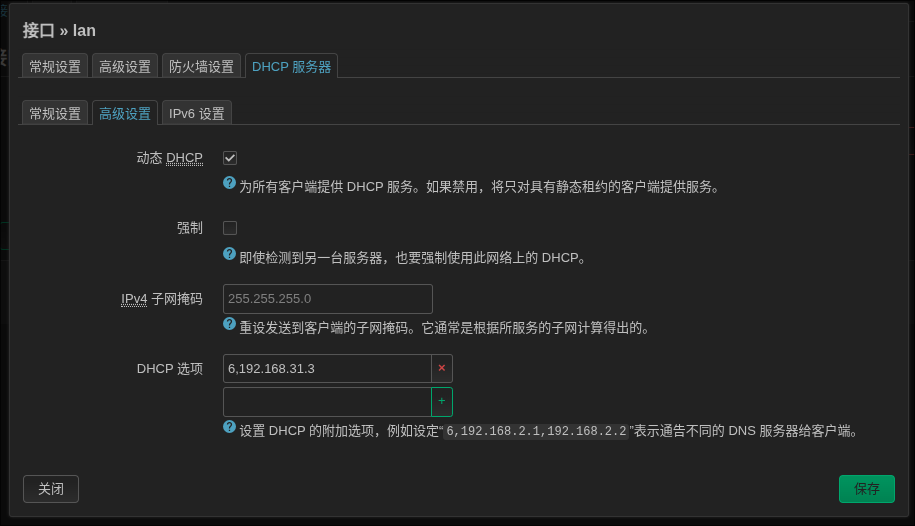 接口 » lan
常规设置 高级设置 防火墙设置 DHCP 服务器
常规设置 高级设置 IPv6 设置
动态 DHCP
为所有客户端提供 DHCP 服务。如果禁用，将只对具有静态租约的客户端提供服务。
强制
即使检测到另一台服务器，也要强制使用此网络上的 DHCP。
IPv4 子网掩码 255.255.255.0
重设发送到客户端的子网掩码。它通常是根据所服务的子网计算得出的。
DHCP 选项 6,192.168.31.3 ×
+
设置 DHCP 的附加选项，例如设定“6,192.168.2.1,192.168.2.2”表示通告不同的 DNS 服务器给客户端。
关闭 保存